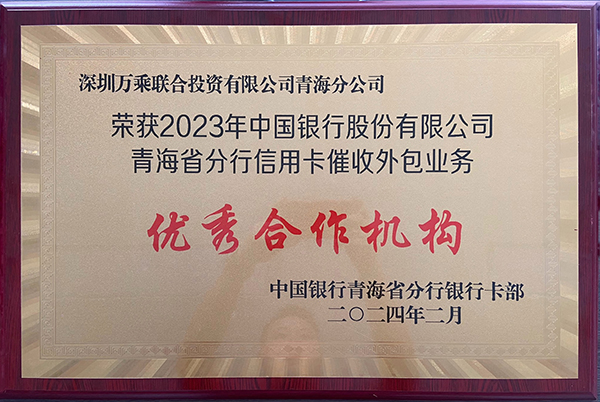 深圳万乘联合投资有限公司青海分公司
荣获2023年中国银行股份有限公司
青海省分行信用卡催收外包业务
优秀合作机构
中国银行青海省分行银行卡部
二〇二四年二月